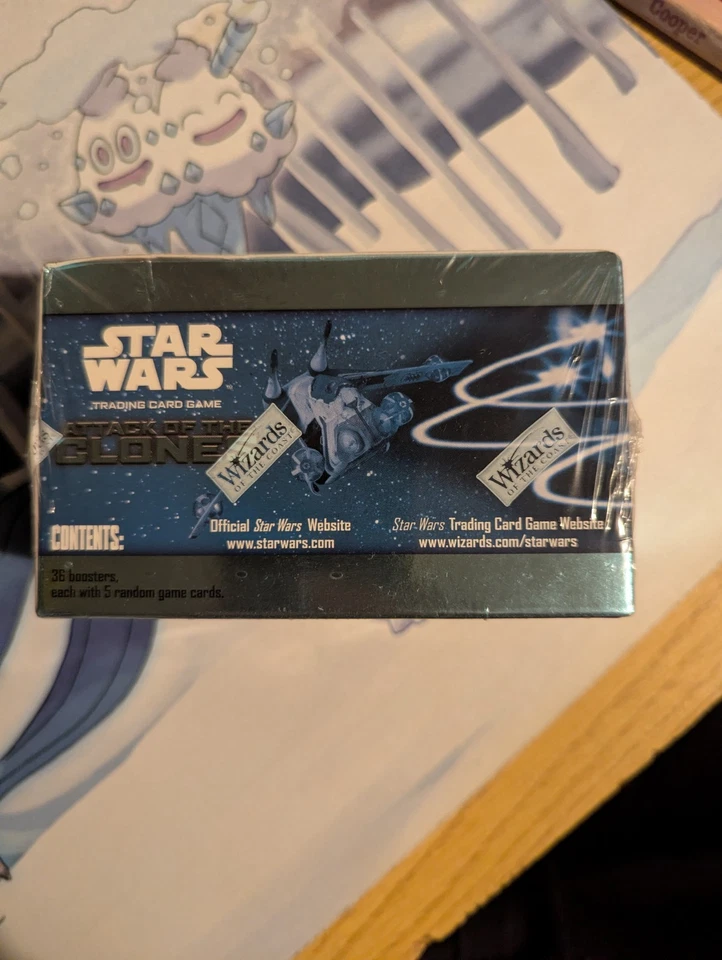 Cooper
STAR
WARS
TRADING CARD GAME
ATTACK OF THE
CLONES
Wizards
OF THE COAST
Wizards
OF THE COAST
CONTENTS:
Official Star Wars Website
www.starwars.com
Star Wars Trading Card Game Website
www.wizards.com/starwars
36 boosters,
each with 5 random game cards.